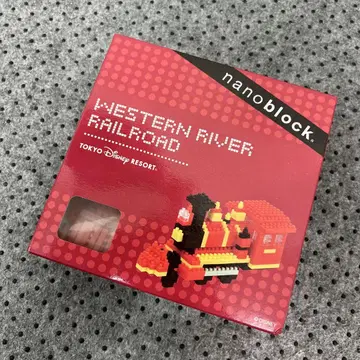 nanoblock.
WESTERN RIVER
RAILROAD
TOKYO Disney RESORT.